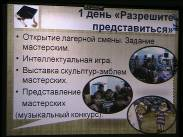 1 день «Разрешите
представиться»
• Открытие лагерной смены. Задание
мастерским.
• Интеллектуальная игра.
• Выставка скульптур-эмблем
мастерских.
• Представление
мастерских
(музыкальный конкурс).